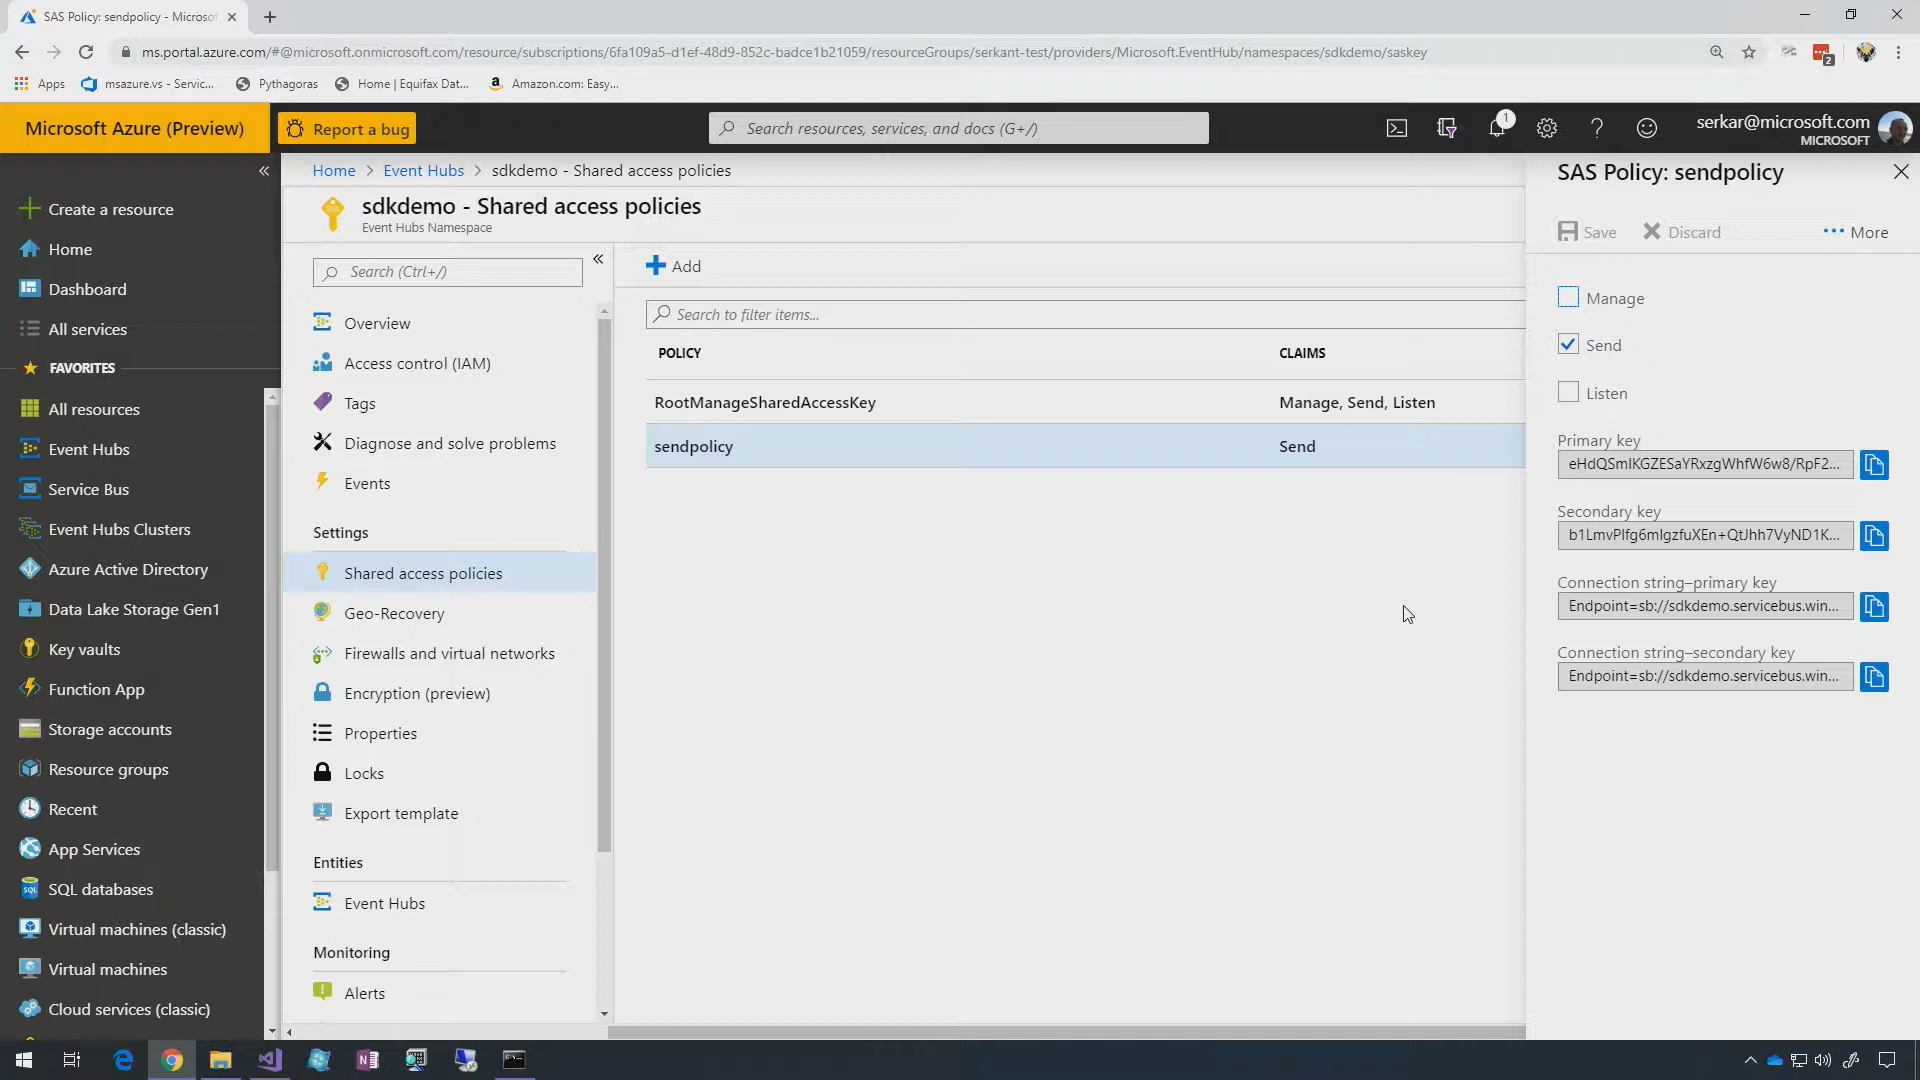 SAS Policy: sendpolicy - Microso
ms.portal.azure.com/#@microsoft.onmicrosoft.com/resource/subscriptions/6fa109a5-d1ef-48d9-852c-badce1b21059/resourceGroups/serkant-test/providers/Microsoft.EventHub/namespaces/sdkdemo/saskey
2
Apps
msazure.vs - Servic...
Pythagoras
Home | Equifax Dat...
Amazon.com: Easy...
Microsoft Azure (Preview)
Report a bug
Search resources, services, and docs (G+/)
1
serkar@microsoft.com
MICROSOFT
Create a resource
Home
Dashboard
All services
FAVORITES
All resources
Event Hubs
Service Bus
Event Hubs Clusters
Azure Active Directory
Data Lake Storage Gen1
Key vaults
Function App
Storage accounts
Resource groups
Recent
App Services
SQL databases
Virtual machines (classic)
Virtual machines
Cloud services (classic)
Home > Event Hubs > sdkdemo - Shared access policies
sdkdemo - Shared access policies
Event Hubs Namespace
Search (Ctrl+/)
Overview
Access control (IAM)
Tags
Diagnose and solve problems
Events
Settings
Shared access policies
Geo-Recovery
Firewalls and virtual networks
Encryption (preview)
Properties
Locks
Export template
Entities
Event Hubs
Monitoring
Alerts
Add
Search to filter items...
POLICY CLAIMS
RootManageSharedAccessKey Manage, Send, Listen
sendpolicy Send
SAS Policy: sendpolicy
Save
Discard
More
Manage
Send
Listen
Primary key
eHdQSmIKGZESaYRxzgWhfW6w8/RpF2...
Secondary key
b1LmvPlfg6mIgzfuXEn+QtJhh7VyND1K...
Connection string–primary key
Endpoint=sb://sdkdemo.servicebus.win...
Connection string–secondary key
Endpoint=sb://sdkdemo.servicebus.win...